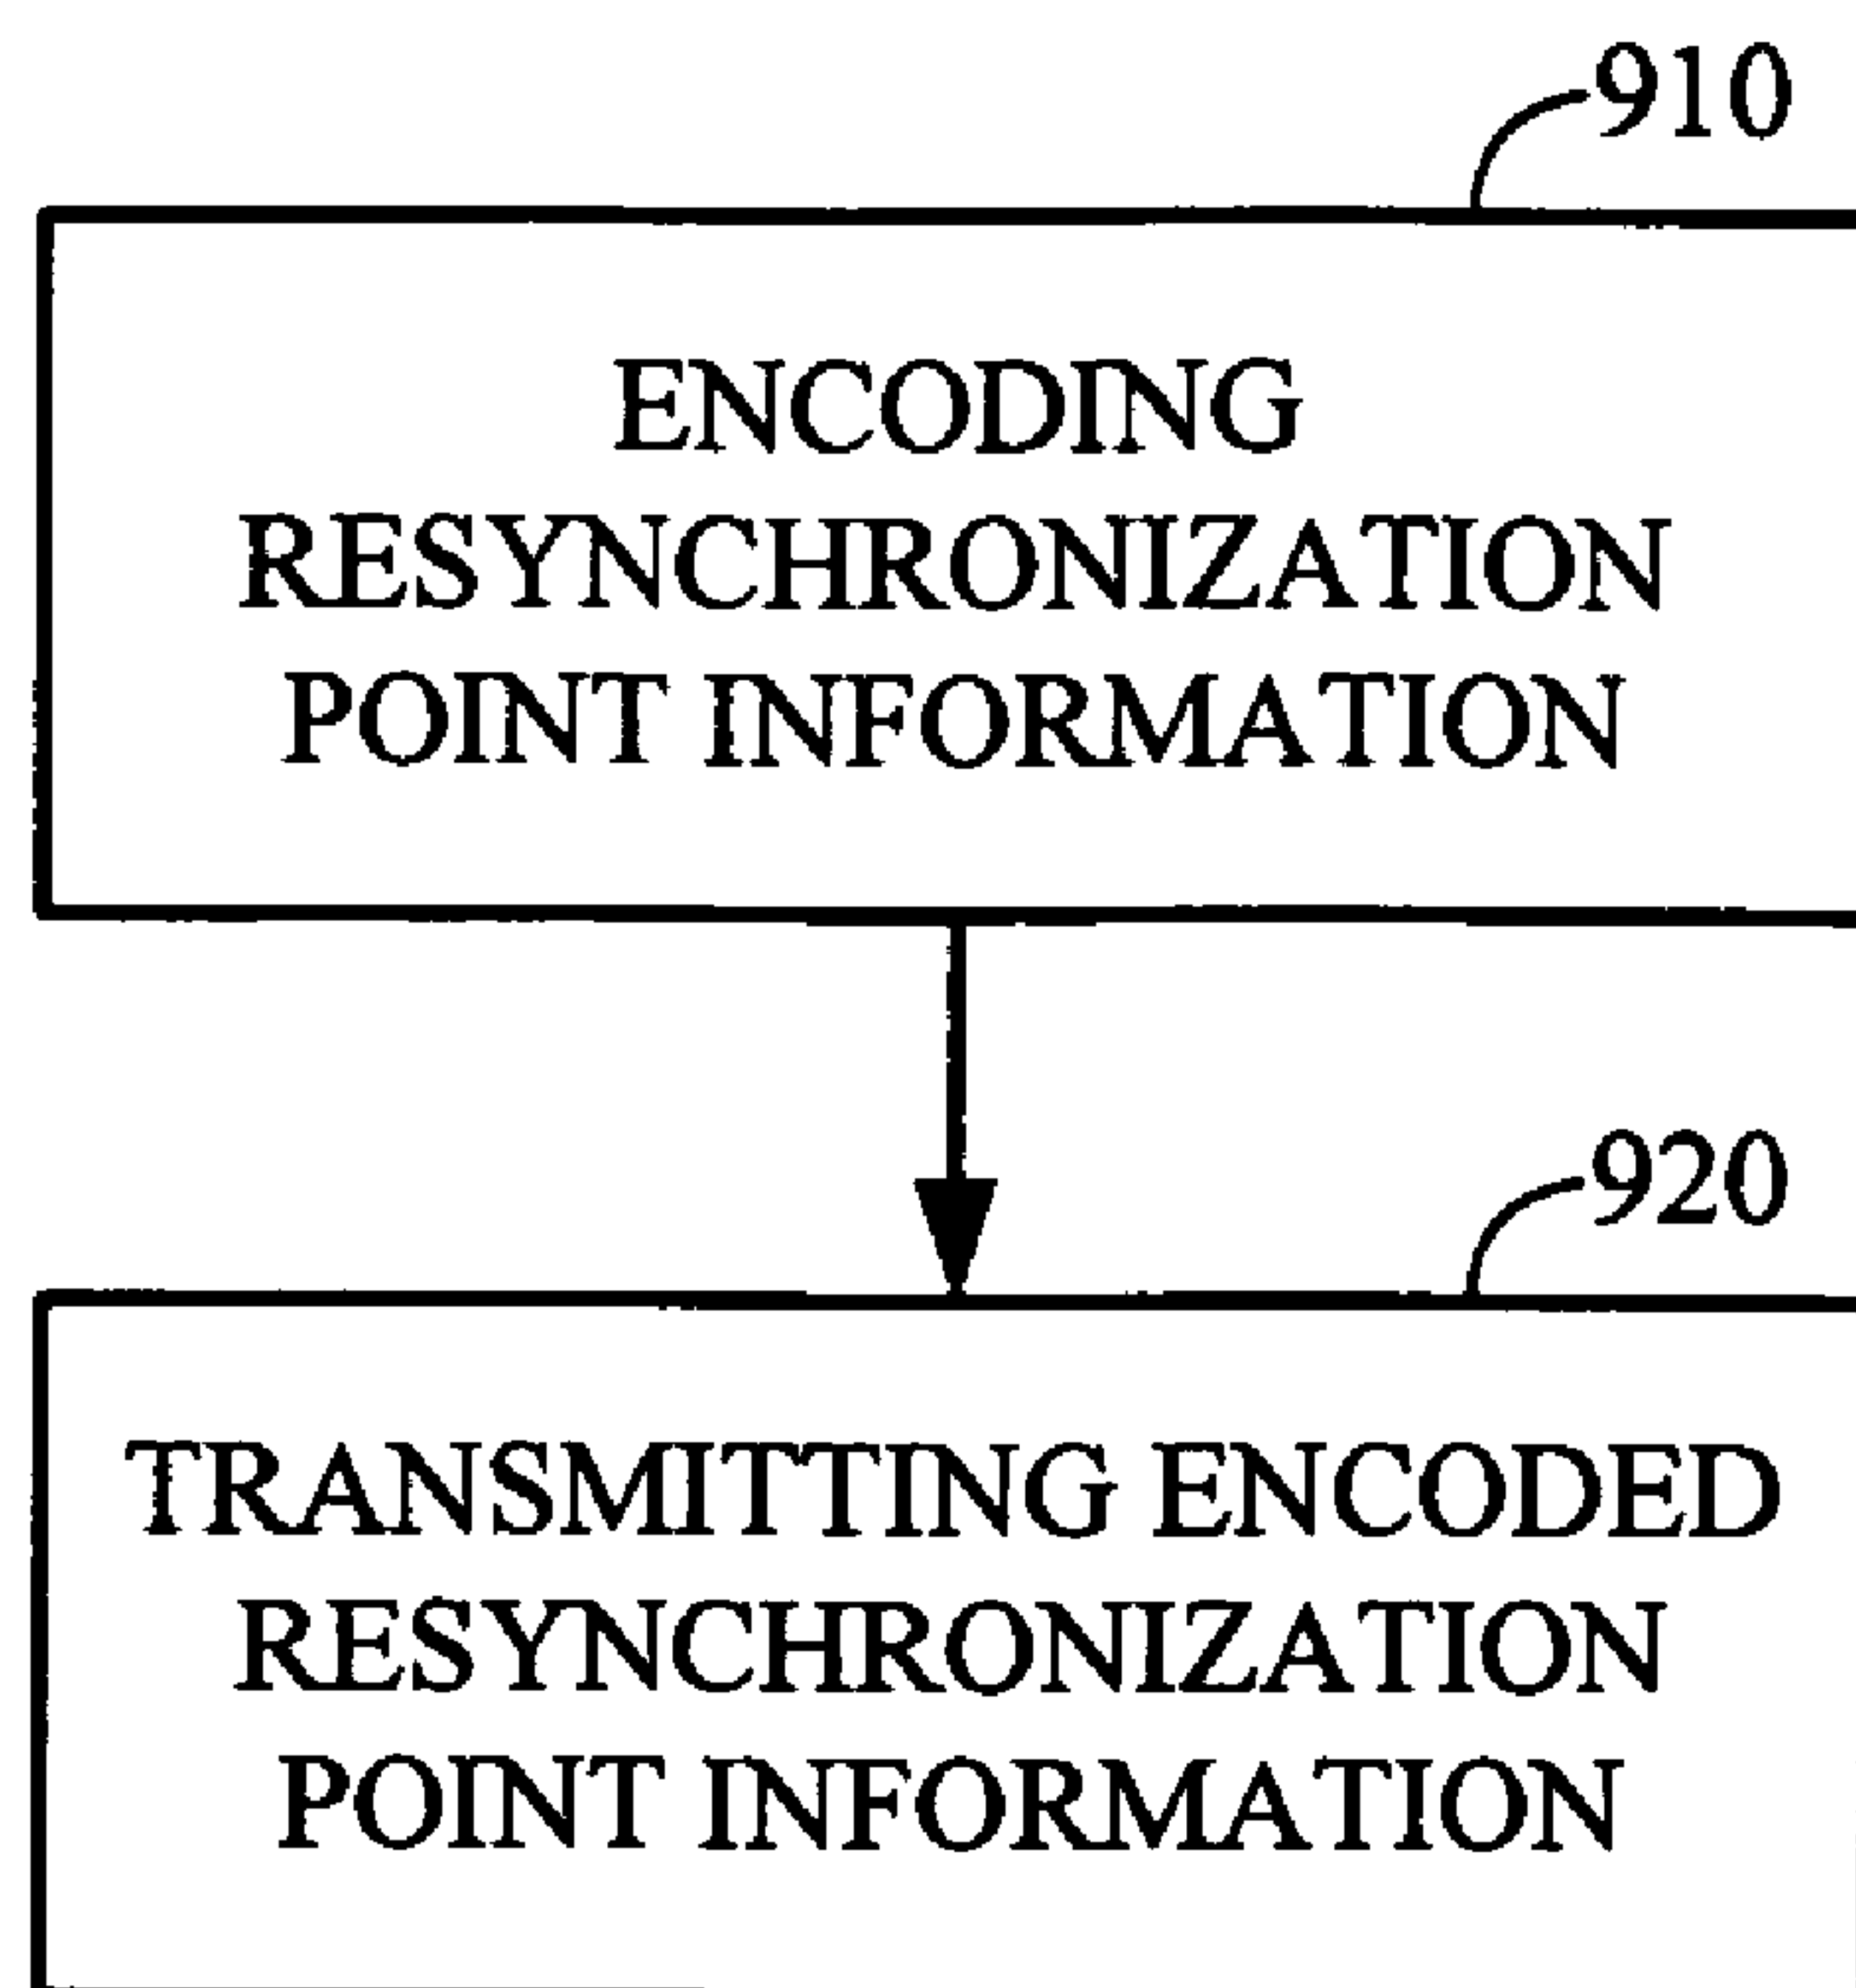 910
ENCODING
RESYNCHRONIZATION
POINT INFORMATION
920
TRANSMITTING ENCODED
RESYNCHRONIZATION
POINT INFORMATION